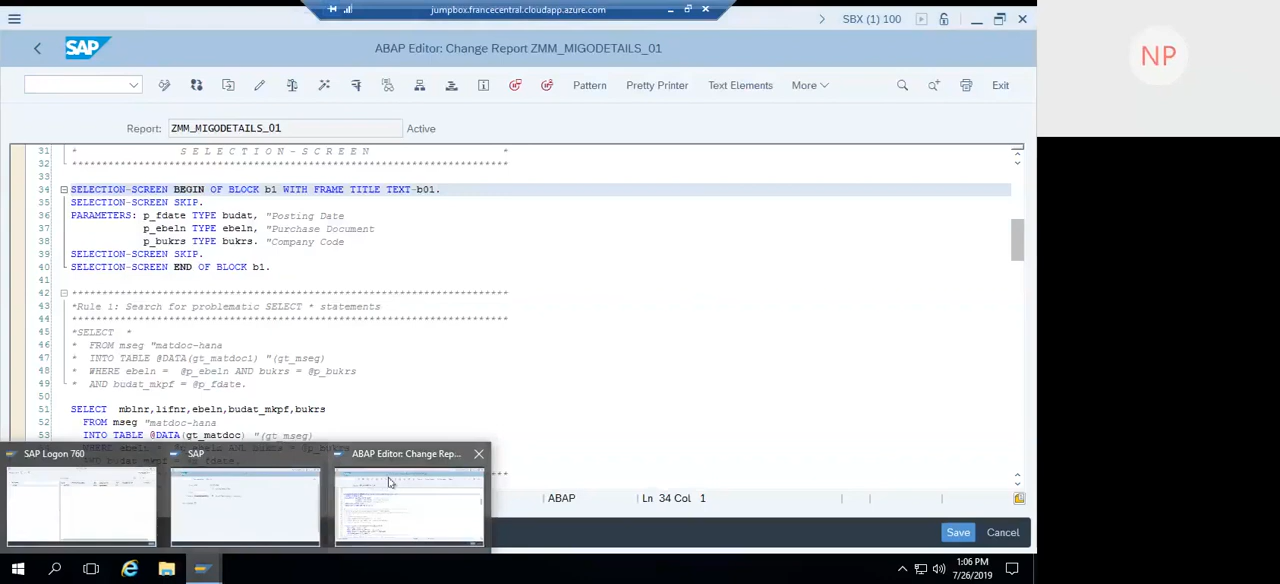 jumpbox.francecentral.cloudapp.azure.com
SBX (1) 100
SAP
ABAP Editor: Change Report ZMM_MIGODETAILS_01
Pattern
Pretty Printer
Text Elements
More
Exit
Report:
ZMM_MIGODETAILS_01
Active
31 * S E L E C T I O N - S C R E E N *
32 **********************************************************************
33
34 SELECTION-SCREEN BEGIN OF BLOCK b1 WITH FRAME TITLE TEXT-b01.
35 SELECTION-SCREEN SKIP.
36 PARAMETERS: p_fdate TYPE budat, "Posting Date
37 p_ebeln TYPE ebeln, "Purchase Document
38 p_bukrs TYPE bukrs. "Company Code
39 SELECTION-SCREEN SKIP.
40 SELECTION-SCREEN END OF BLOCK b1.
41
42 **********************************************************************
43 *Rule 1: Search for problematic SELECT * statements
44 **********************************************************************
45 *SELECT *
46 * FROM mseg "matdoc-hana
47 * INTO TABLE @DATA(gt_matdoc1) "(gt_mseg)
48 * WHERE ebeln = @p_ebeln AND bukrs = @p_bukrs
49 * AND budat_mkpf = @p_fdate.
50
51 SELECT mblnr,lifnr,ebeln,budat_mkpf,bukrs
52 FROM mseg "matdoc-hana
53 INTO TABLE @DATA(gt_matdoc) "(gt_mseg)
SAP Logon 760
SAP
ABAP Editor: Change Rep...
ABAP
Ln 34 Col 1
Save
Cancel
1:06 PM
7/26/2019
NP